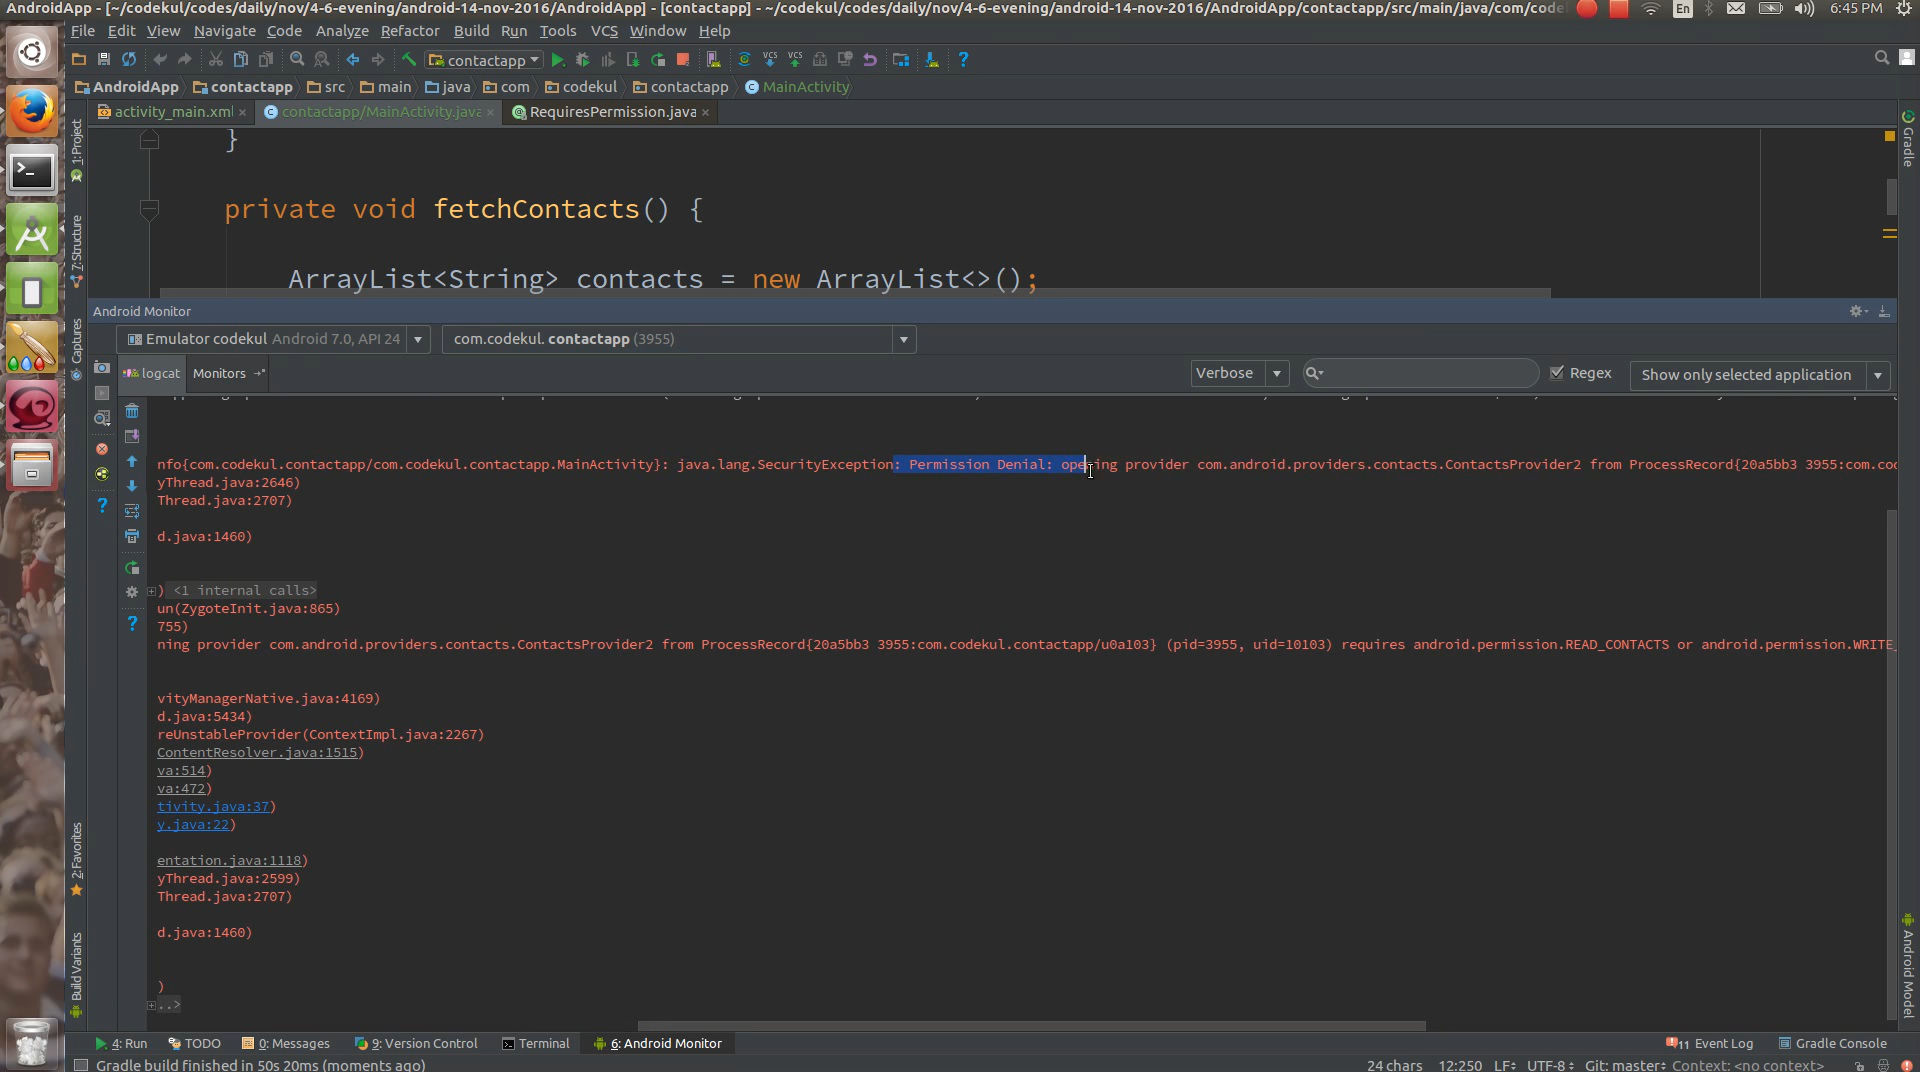 AndroidApp - [~/codekul/codes/daily/nov/4-6-evening/android-14-nov-2016/AndroidApp] - [contactapp] - ~/codekul/codes/daily/nov/4-6-evening/android-14-nov-2016/AndroidApp/contactapp/src/main/java/com/code
En
6:45 PM
File Edit View Navigate Code Analyze Refactor Build Run Tools VCS Window Help
contactapp
VCS VCS
AndroidApp contactapp src main java com codekul contactapp MainActivity
activity_main.xml contactapp/MainActivity.java RequiresPermission.java
1: Project
7: Structure
Captures
2: Favorites
Build Variants
Gradle
Android Model
}
private void fetchContacts() {
ArrayList<String> contacts = new ArrayList<>();
Android Monitor
Emulator codekul Android 7.0, API 24 com.codekul. contactapp (3955)
logcat Monitors Verbose Regex Show only selected application
nfo{com.codekul.contactapp/com.codekul.contactapp.MainActivity}: java.lang.SecurityException: Permission Denial: opening provider com.android.providers.contacts.ContactsProvider2 from ProcessRecord{20a5bb3 3955:com.co
yThread.java:2646)
Thread.java:2707)
d.java:1460)
) <1 internal calls>
un(ZygoteInit.java:865)
755)
ning provider com.android.providers.contacts.ContactsProvider2 from ProcessRecord{20a5bb3 3955:com.codekul.contactapp/u0a103} (pid=3955, uid=10103) requires android.permission.READ_CONTACTS or android.permission.WRITE_
vityManagerNative.java:4169)
d.java:5434)
reUnstableProvider(ContextImpl.java:2267)
ContentResolver.java:1515)
va:514)
va:472)
tivity.java:37)
y.java:22)
entation.java:1118)
yThread.java:2599)
Thread.java:2707)
d.java:1460)
)
..>
4: Run TODO 0: Messages 9: Version Control Terminal 6: Android Monitor 11 Event Log Gradle Console
Gradle build finished in 50s 20ms (moments ago) 24 chars 12:250 LF÷ UTF-8÷ Git: master÷ Context: <no context>